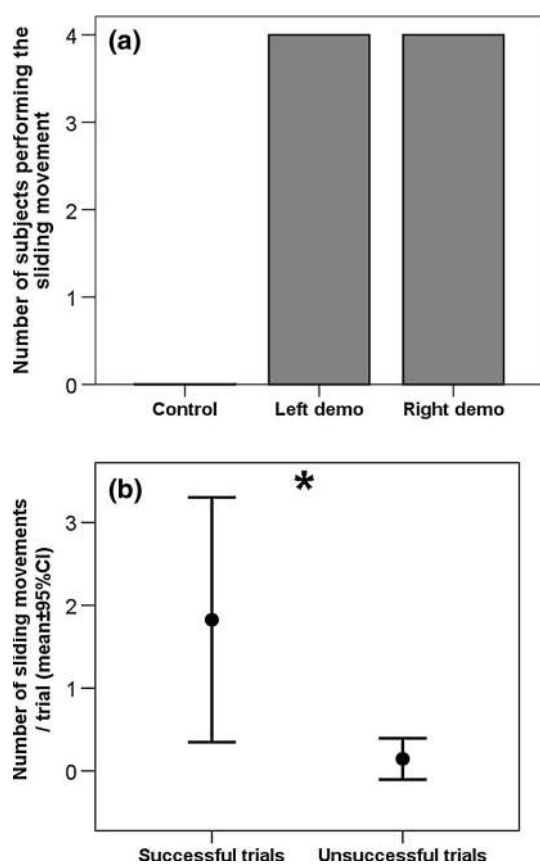 (a)
Number of subjects performing the
sliding movement
4
3
2
1
0
Control Left demo Right demo
(b)
*
Number of sliding movements
/ trial (mean±95%CI)
3
2
1
0
Successful trials Unsuccessful trials